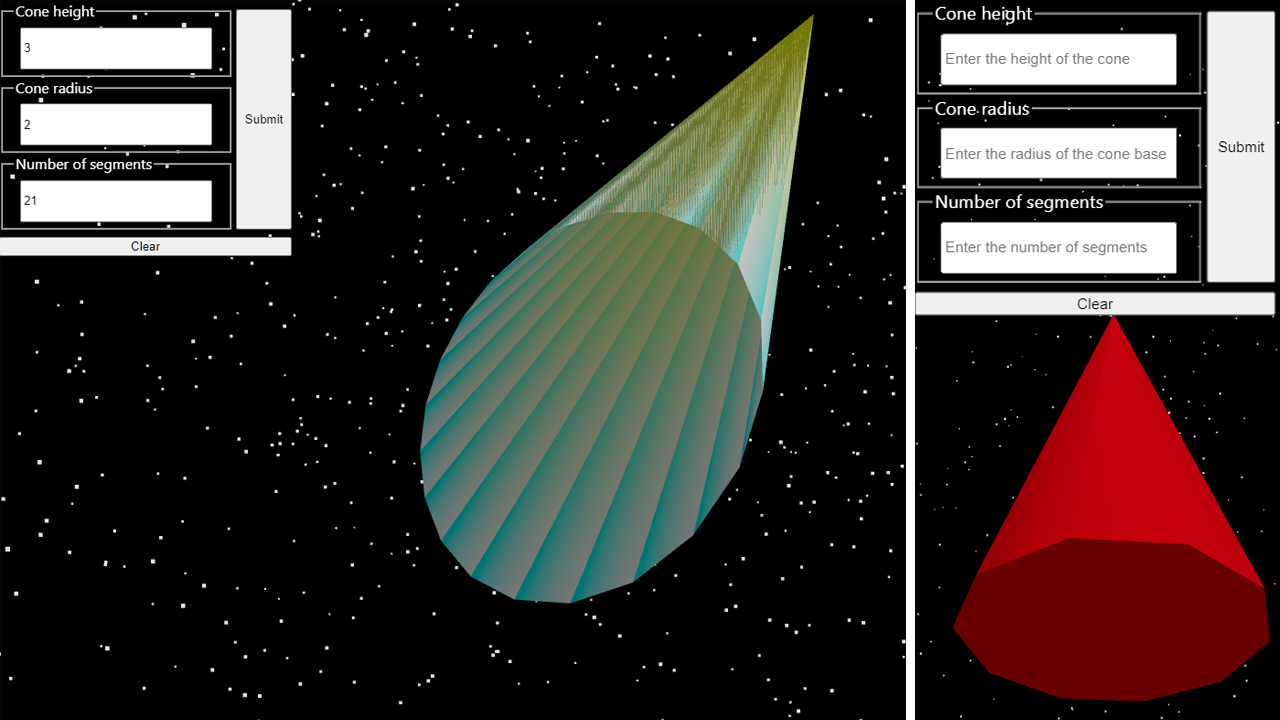 Cone height
3
Cone radius
2
Number of segments
21
Submit
Clear
Cone height
Enter the height of the cone
Cone radius
Enter the radius of the cone base
Number of segments
Enter the number of segments
Submit
Clear